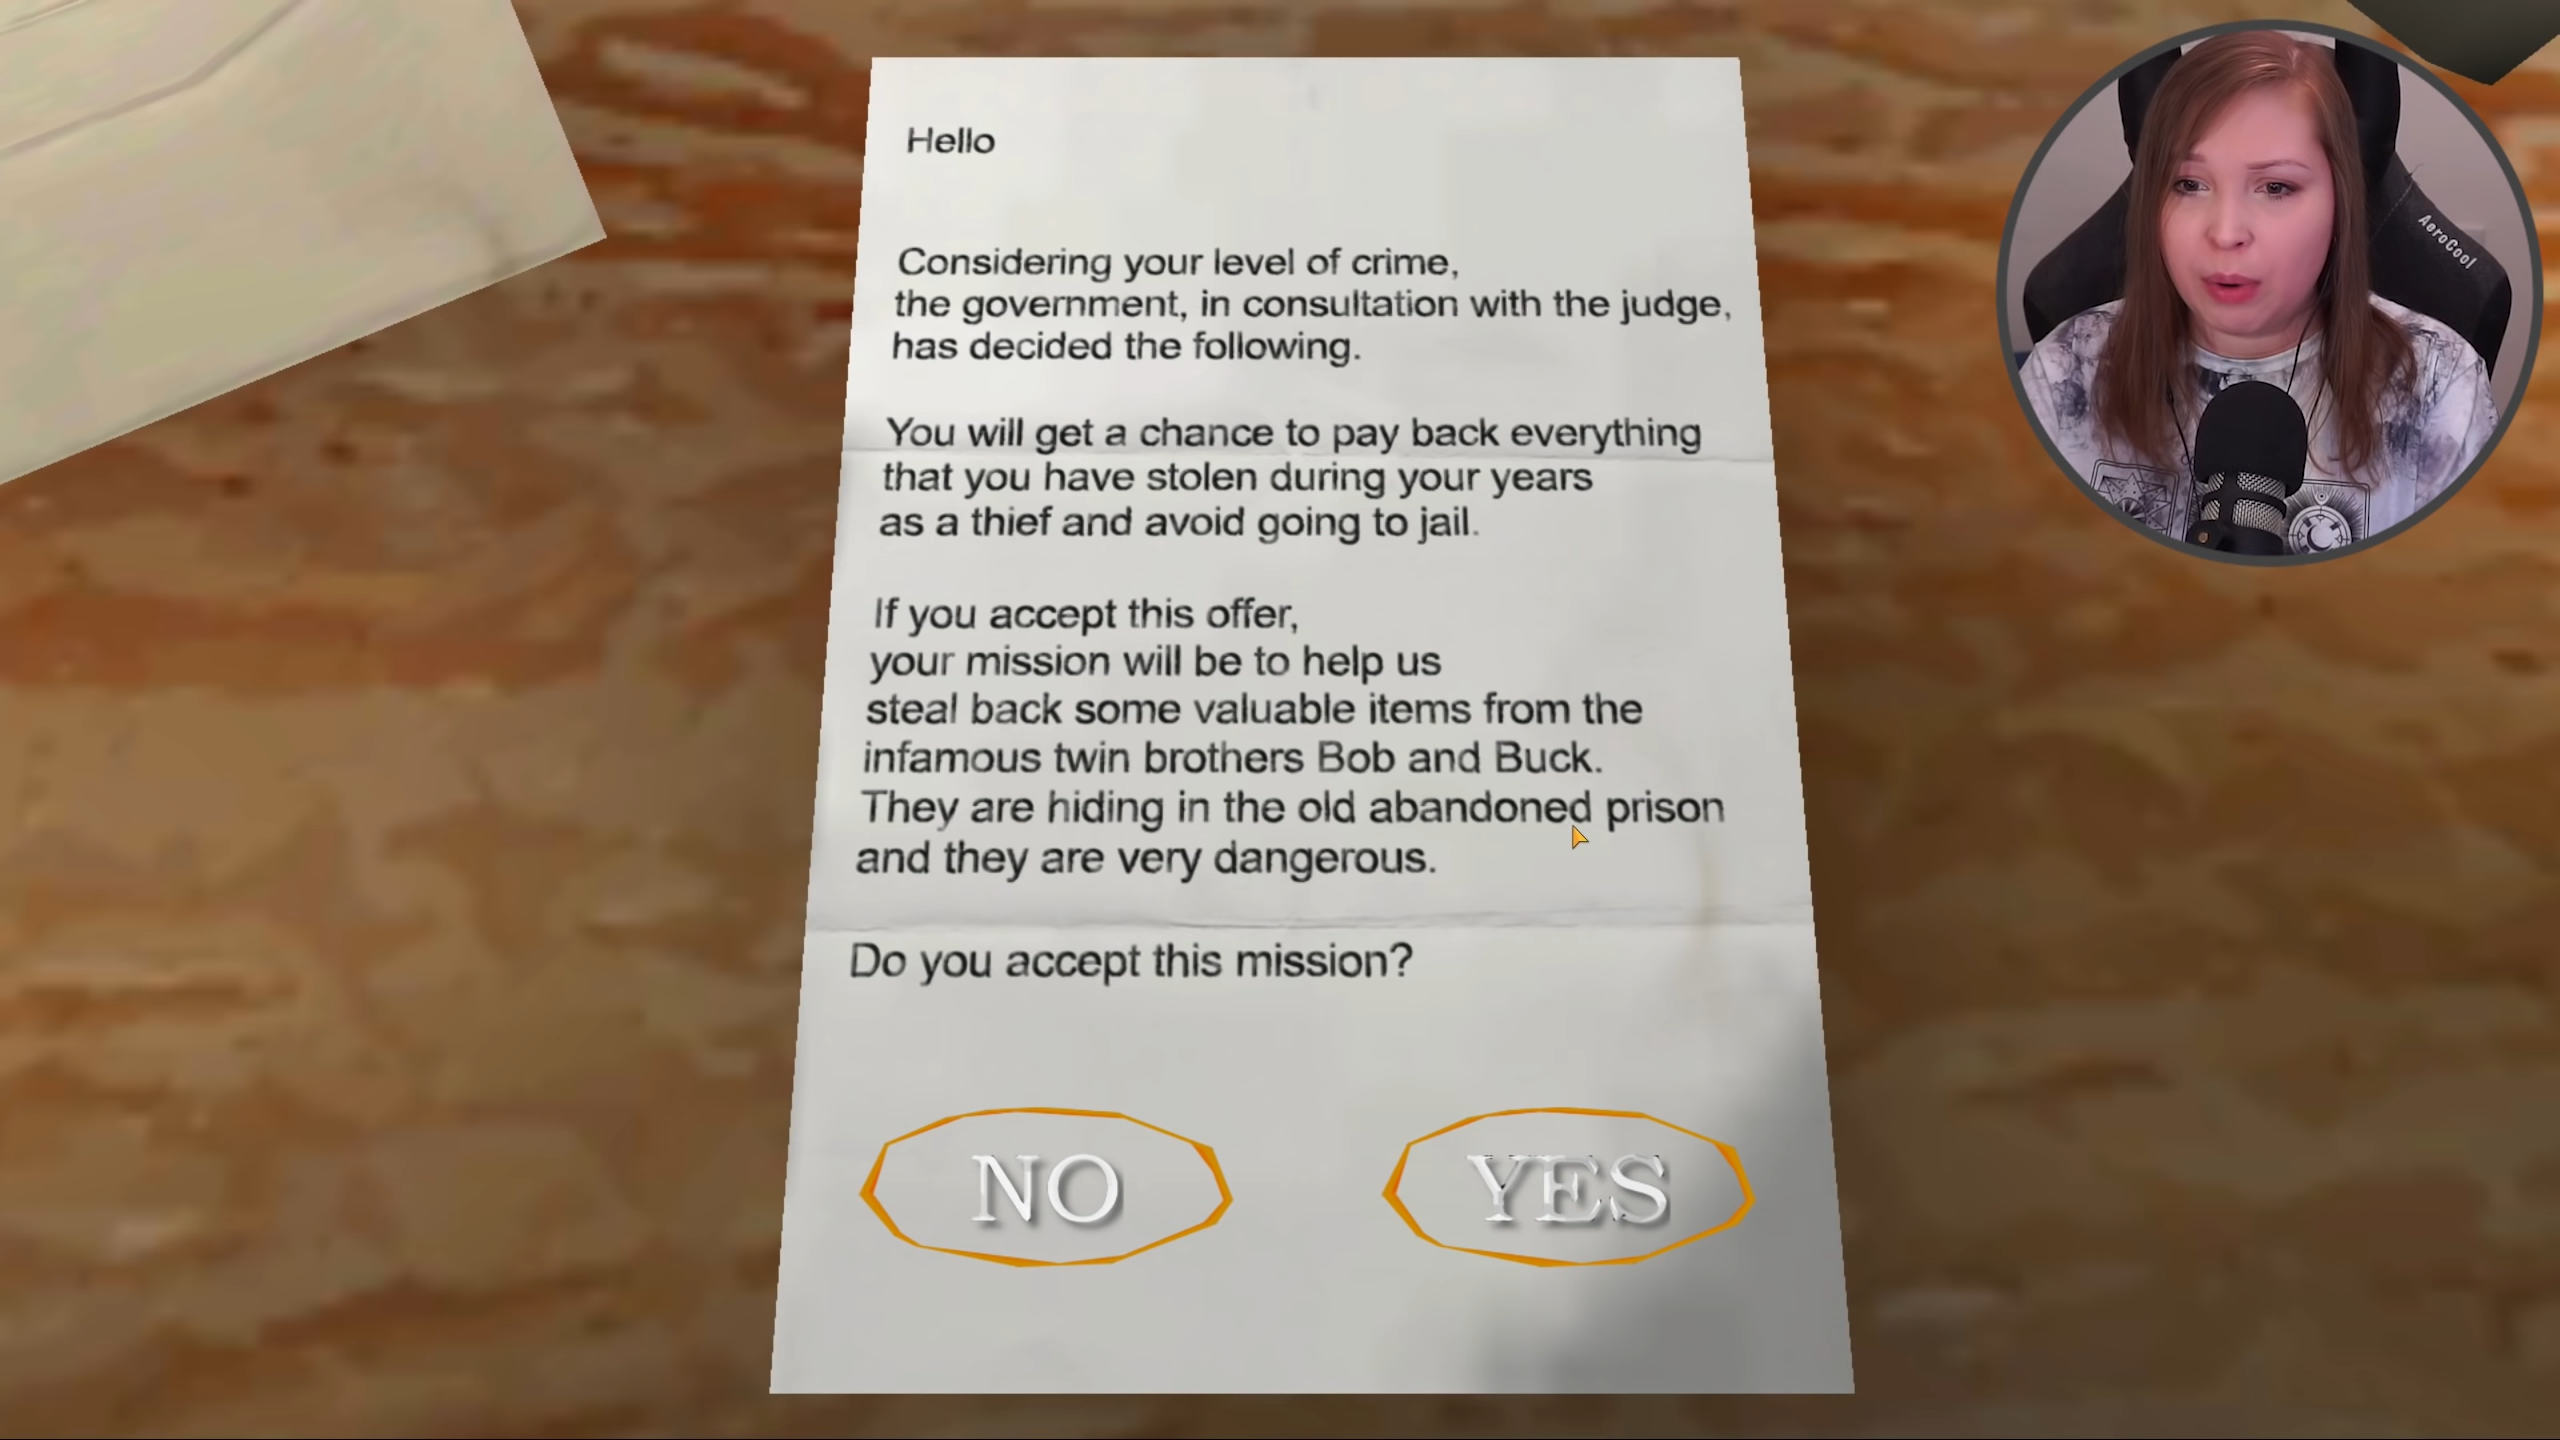 Hello
Considering your level of crime,
the government, in consultation with the judge,
has decided the following.
You will get a chance to pay back everything
that you have stolen during your years
as a thief and avoid going to jail.
If you accept this offer,
your mission will be to help us
steal back some valuable items from the
infamous twin brothers Bob and Buck.
They are hiding in the old abandoned prison
and they are very dangerous.
Do you accept this mission?
NO
YES
AeroCool